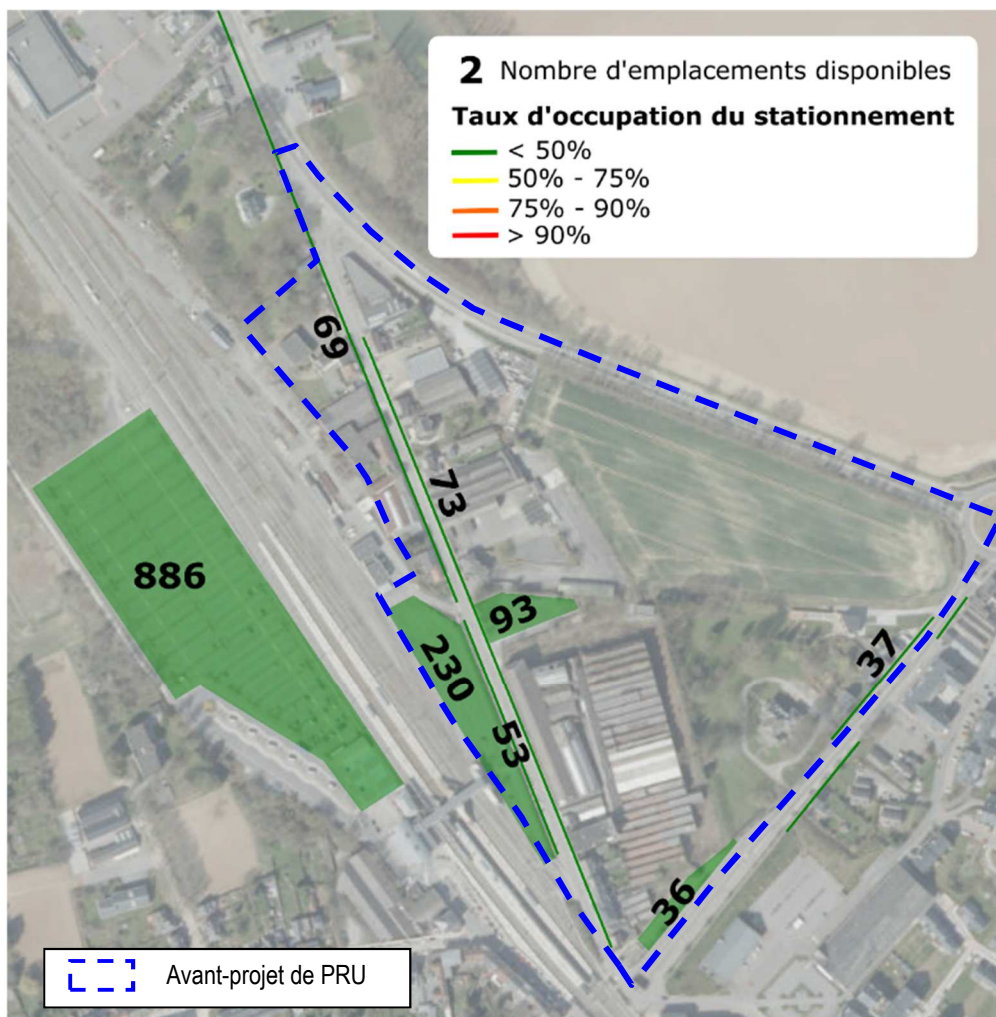 2 Nombre d'emplacements disponibles
Taux d'occupation du stationnement
< 50%
50% - 75%
75% - 90%
> 90%
69
73
886
93
230
53
37
36
Avant-projet de PRU